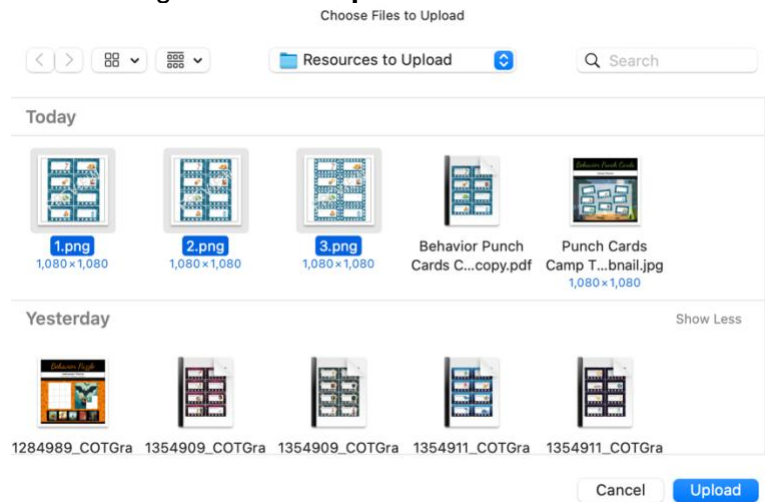 Choose Files to Upload
Resources to Upload
Search
Today
1.png
1,080×1,080
2.png
1,080×1,080
3.png
1,080×1,080
Behavior Punch
Cards C...copy.pdf
Punch Cards
Camp T...bnail.jpg
1,080×1,080
Yesterday
Show Less
Behavior Puzzle
1284989_COTGra
1354909_COTGra
1354909_COTGra
1354911_COTGra
1354911_COTGra
Cancel
Upload